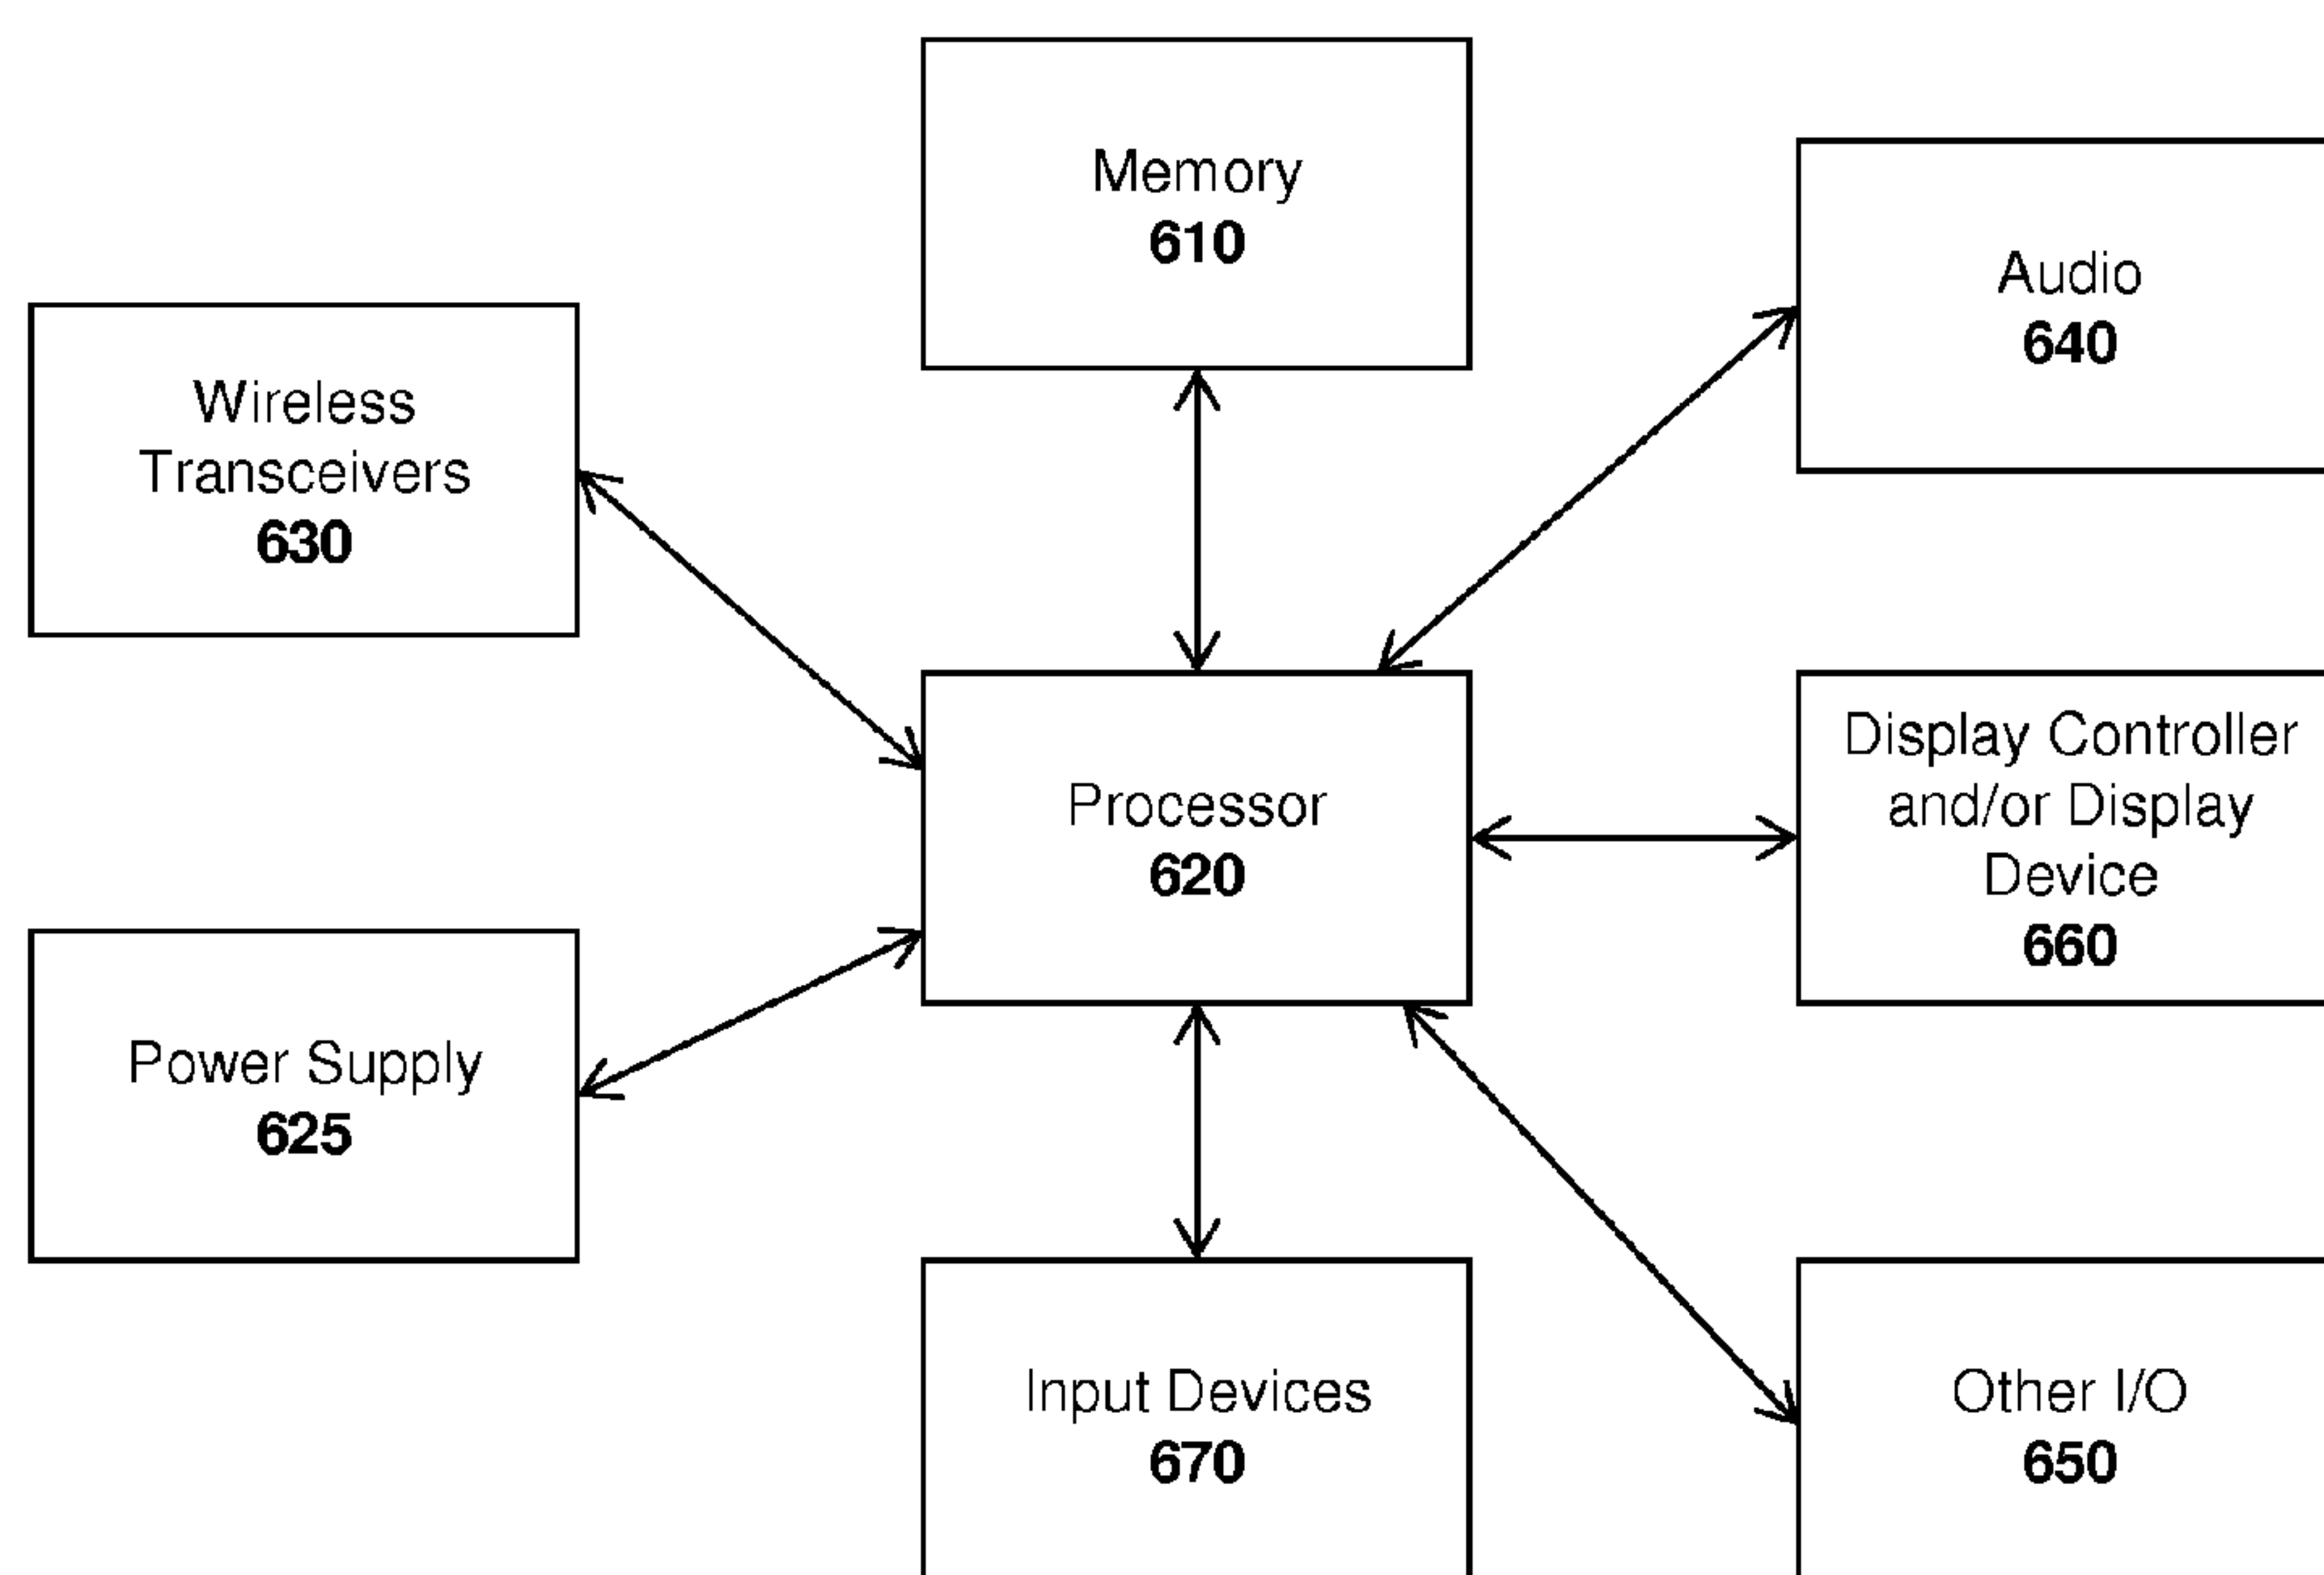 Memory
610
Audio
640
Wireless
Transceivers
630
Processor
620
Display Controller
and/or Display
Device
660
Power Supply
625
Input Devices
670
Other I/O
650